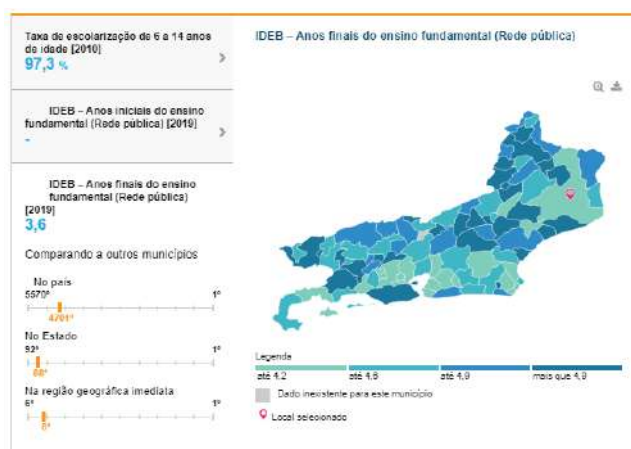 Taxa de escolarização de 6 a 14 anos
de idade [2010]
97,3 %
IDEB – Anos iniciais do ensino
fundamental (Rede pública) [2019]
-
IDEB – Anos finais do ensino
fundamental (Rede pública)
[2019]
3,6
Comparando a outros municípios
No país
5570º 1º
4701º
No Estado
92º 1º
88º
Na região geográfica imediata
1º
IDEB – Anos finais do ensino fundamental (Rede pública)
Legenda
até 4,2 até até 4,9 mais que 4,9
Dado inexistente para este município
Local selecionado